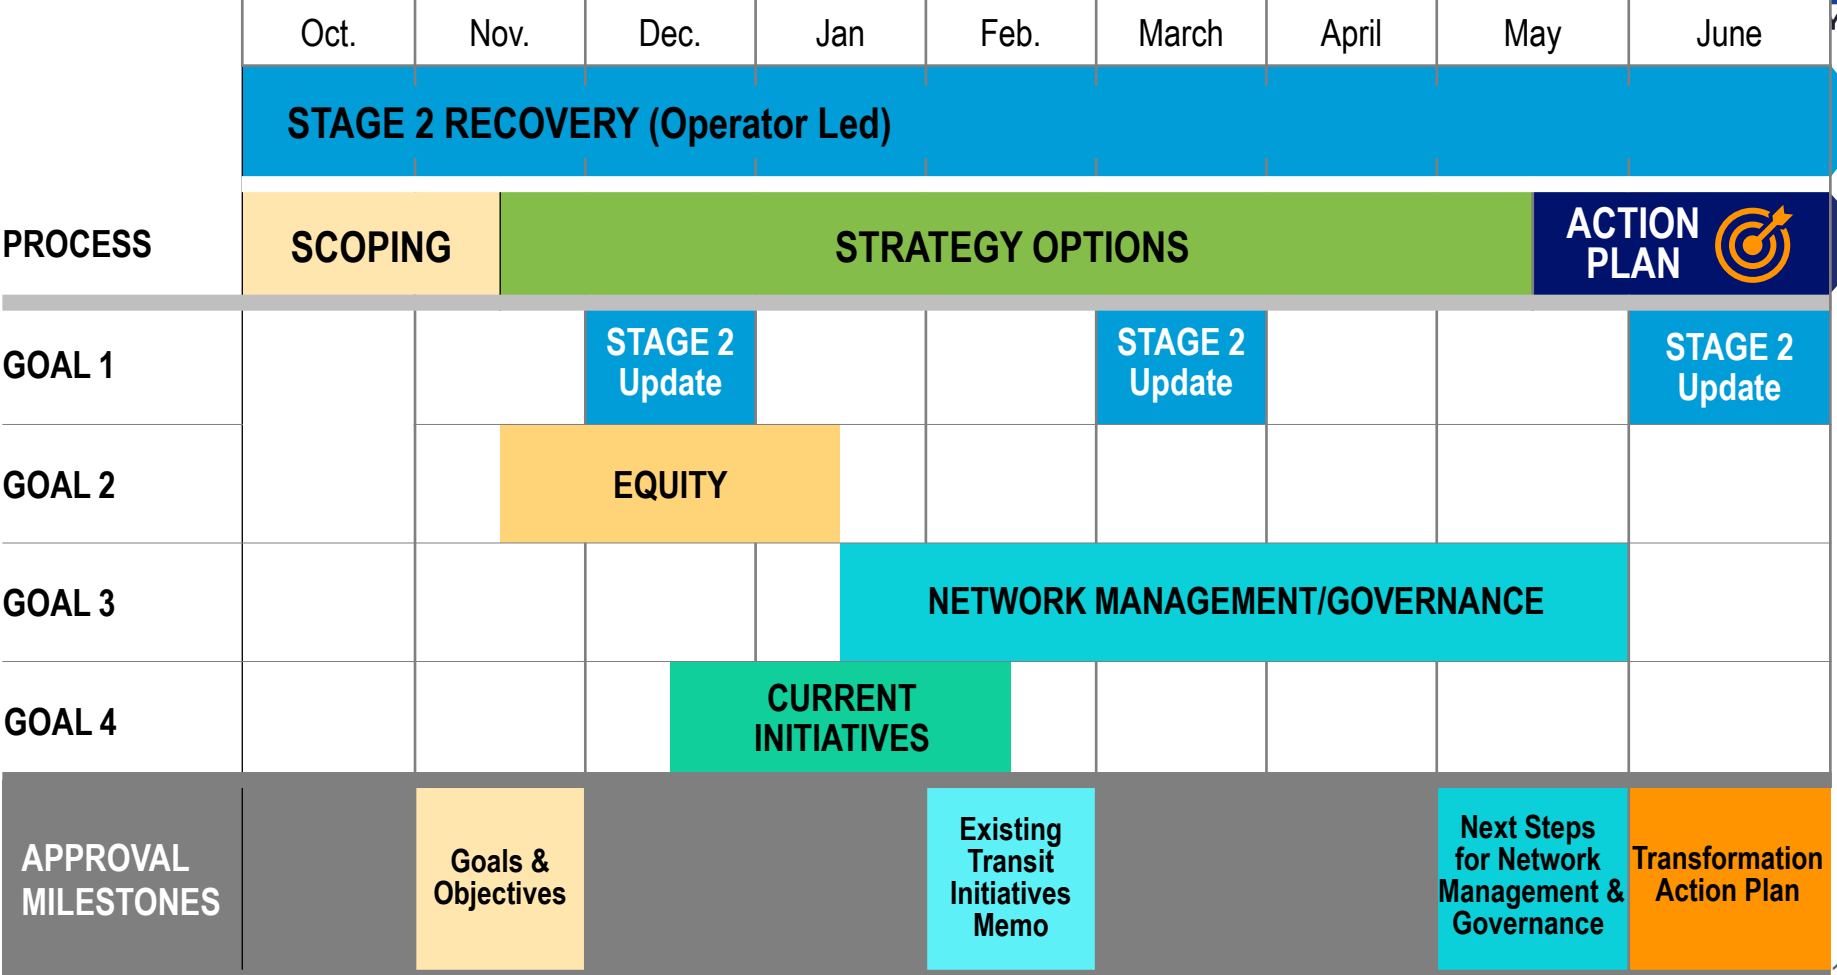 Oct. Nov. Dec. Jan Feb. March April May June
STAGE 2 RECOVERY (Operator Led)
PROCESS
SCOPING
STRATEGY OPTIONS
ACTION
PLAN
GOAL 1
STAGE 2
Update
STAGE 2
Update
STAGE 2
Update
GOAL 2
EQUITY
GOAL 3
NETWORK MANAGEMENT/GOVERNANCE
GOAL 4
CURRENT
INITIATIVES
APPROVAL
MILESTONES
Goals &
Objectives
Existing
Transit
Initiatives
Memo
Next Steps
for Network
Management &
Governance
Transformation
Action Plan